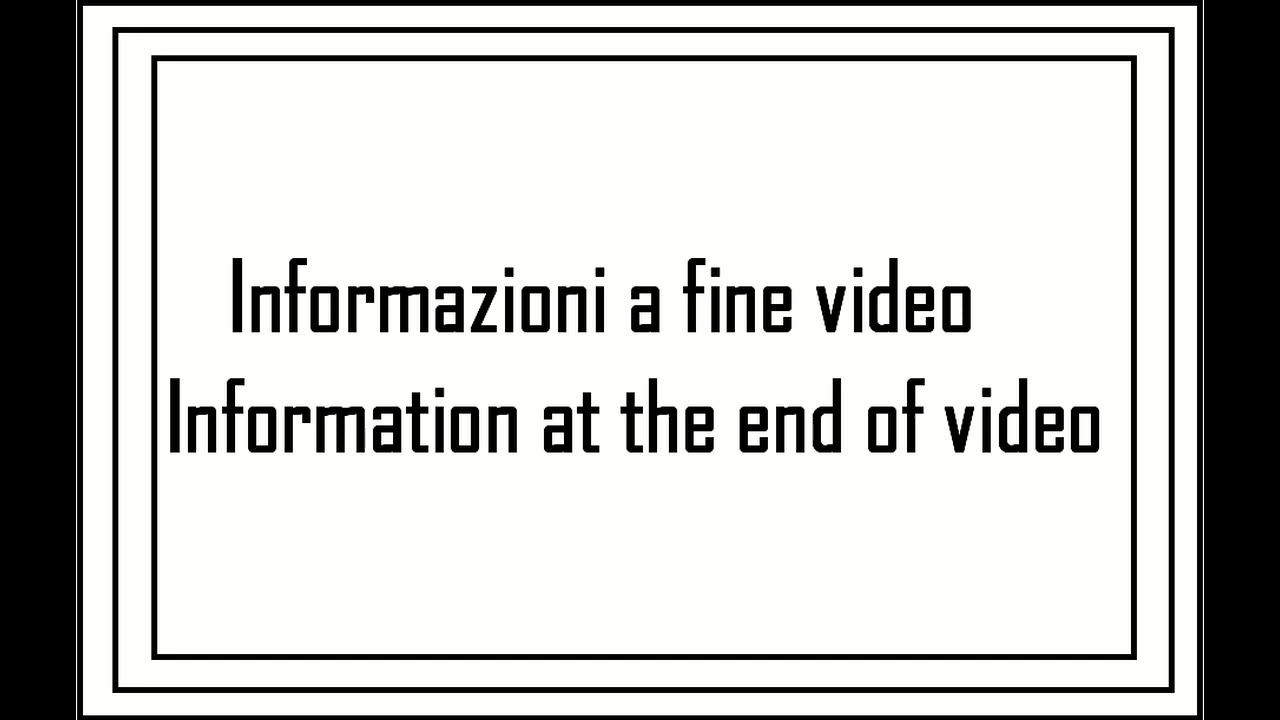 Informazioni a fine video
Information at the end of video